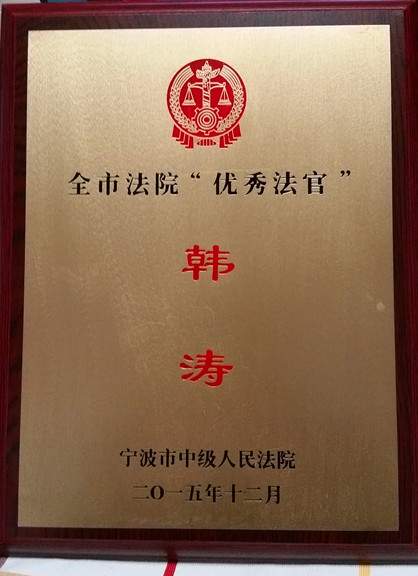 全市法院“优秀法官”
韩
涛
宁波市中级人民法院
二〇一五年十二月